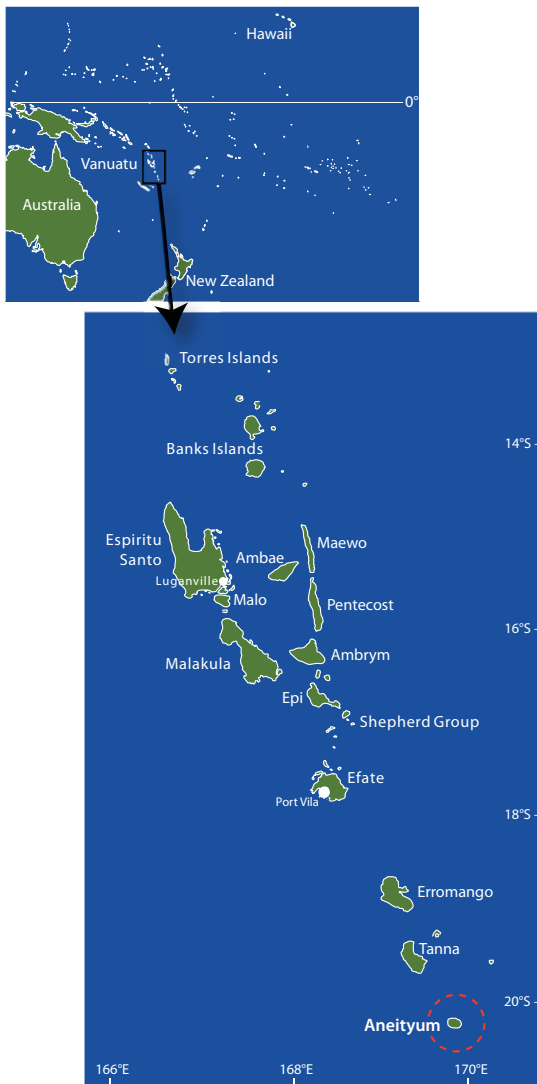 Hawaii
0°
Vanuatu
Australia
New Zealand
Torres Islands
14°S
Banks Islands
Espiritu
Santo
Maewo
Ambae
Luganville
Malo
Pentecost
16°S
Ambrym
Malakula
Epi
Shepherd Group
Efate
Port Vila
18°S
Erromango
Tanna
20°S
Aneityum
166°E
168°E
170°E